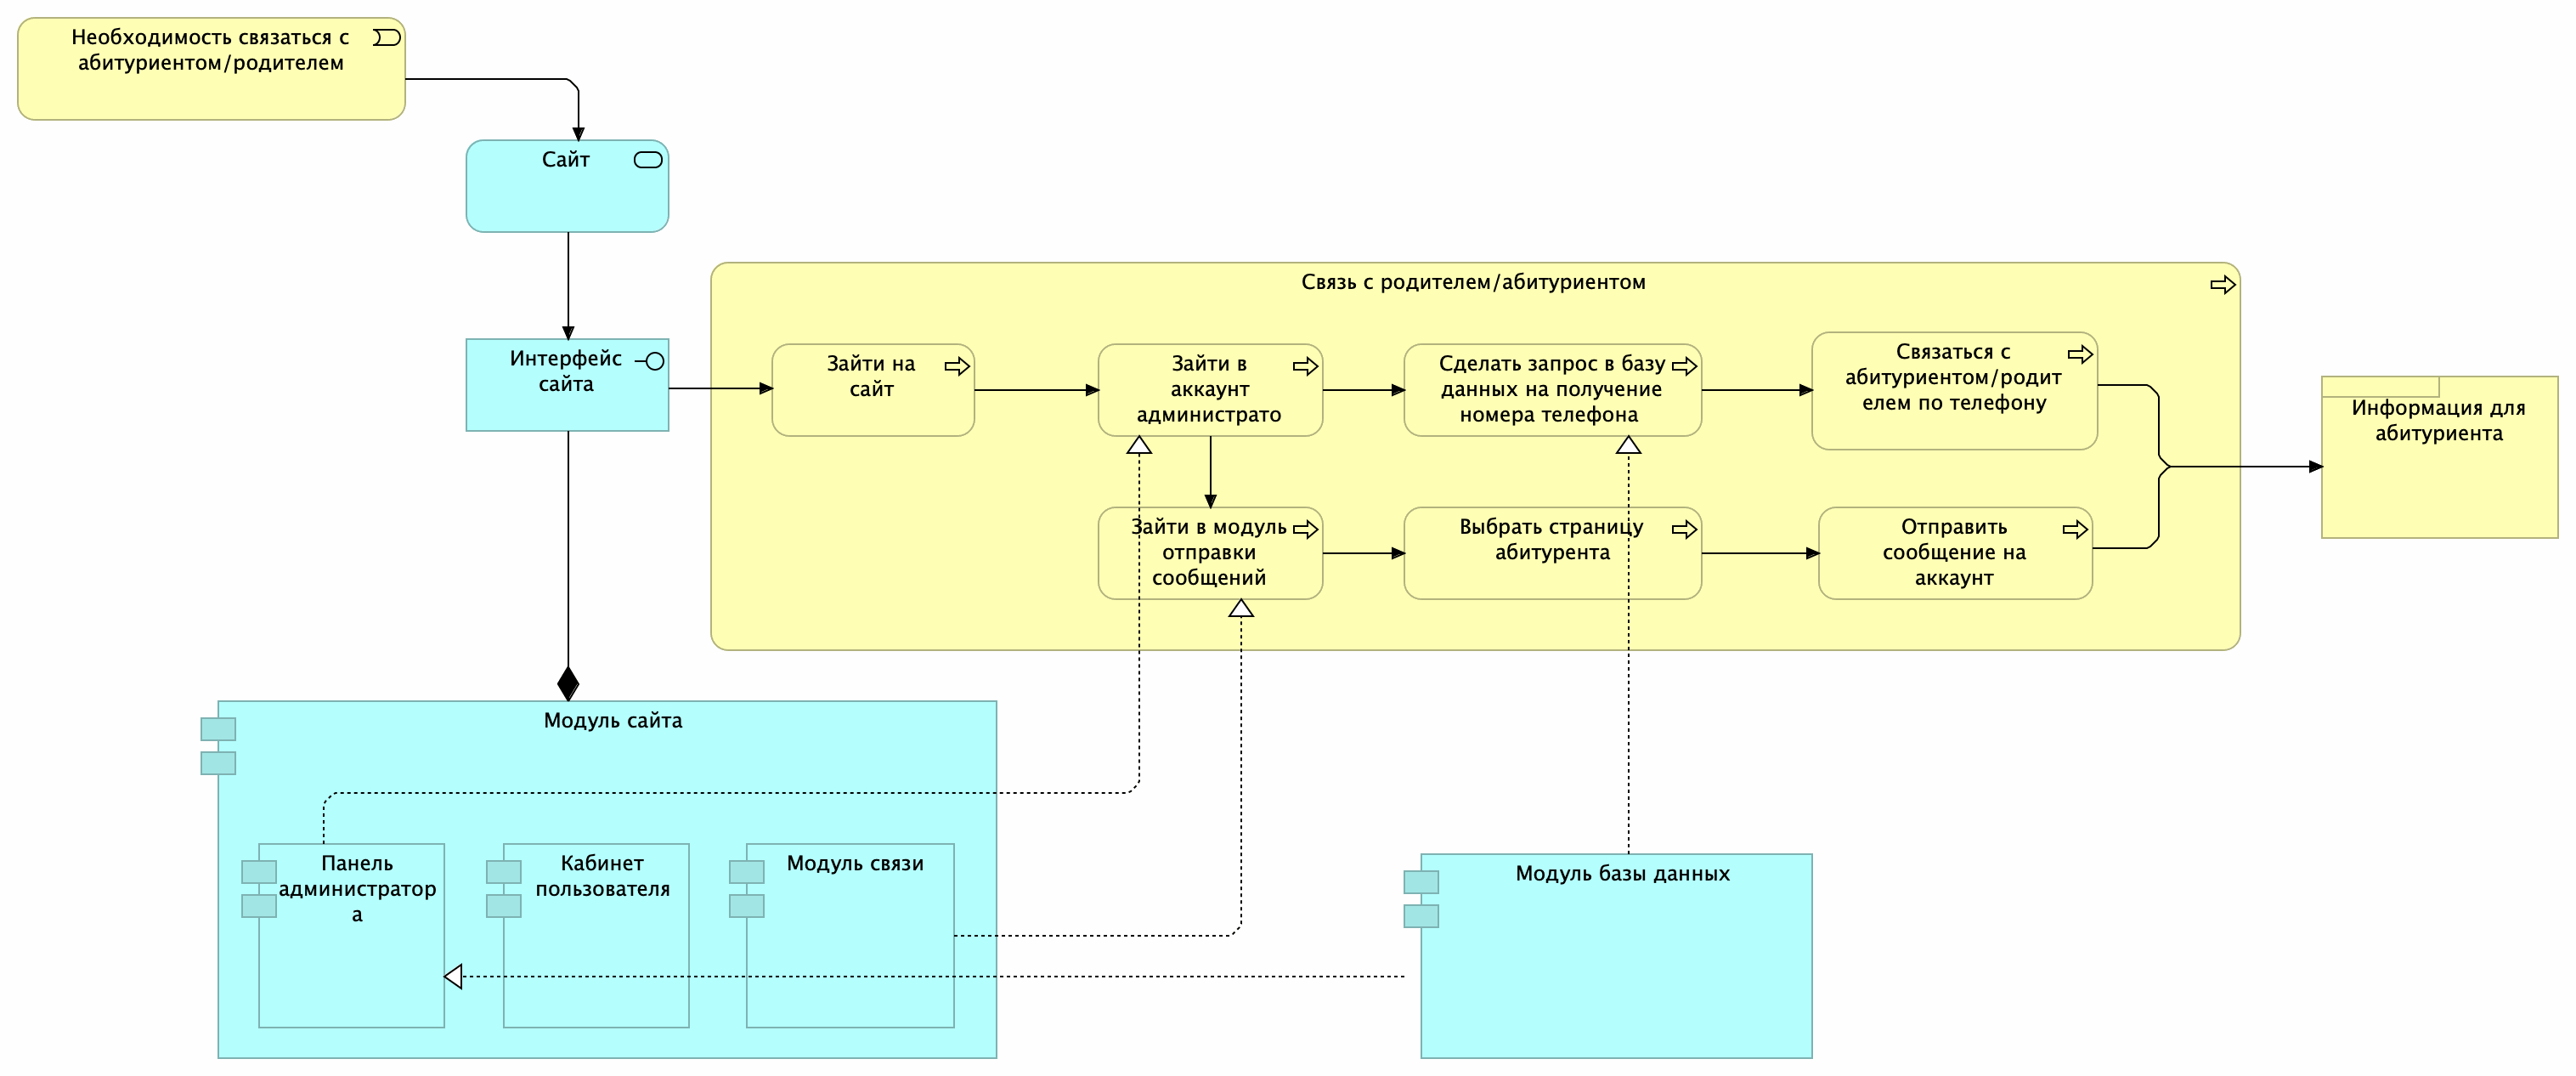 Необходимость связаться с
абитуриентом/родителем
Сайт
Интерфейс
сайта
Связь с родителем/абитуриентом
Зайти на
сайт
Зайти в
аккаунт
администрато
Сделать запрос в базу
данных на получение
номера телефона
Связаться с
абитуриентом/родит
елем по телефону
Информация для
абитуриента
Зайти в модуль
отправки
сообщений
Выбрать страницу
абитурента
Отправить
сообщение на
аккаунт
Модуль сайта
Панель
администратор
а
Кабинет
пользователя
Модуль связи
Модуль базы данных